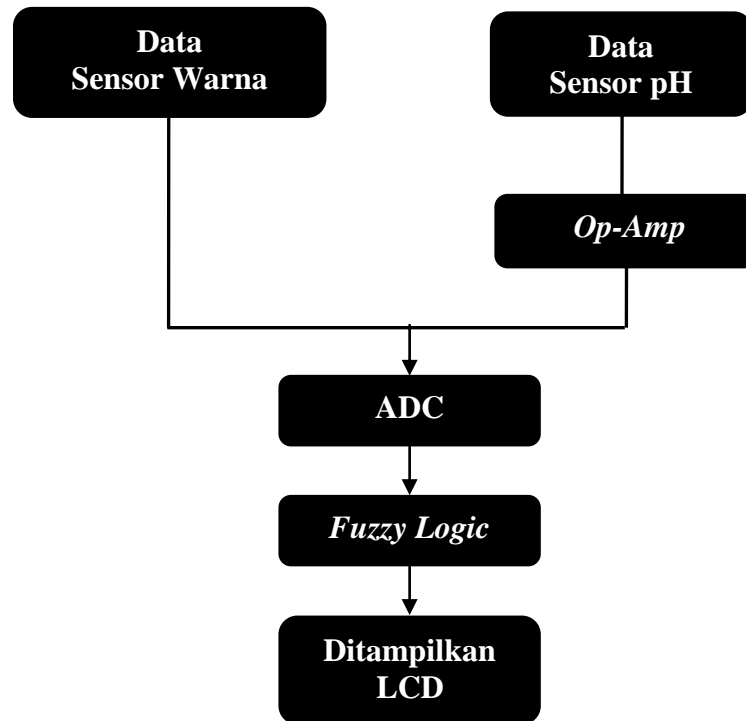 Data
Sensor Warna
Data
Sensor pH
Op-Amp
ADC
Fuzzy Logic
Ditampilkan
LCD